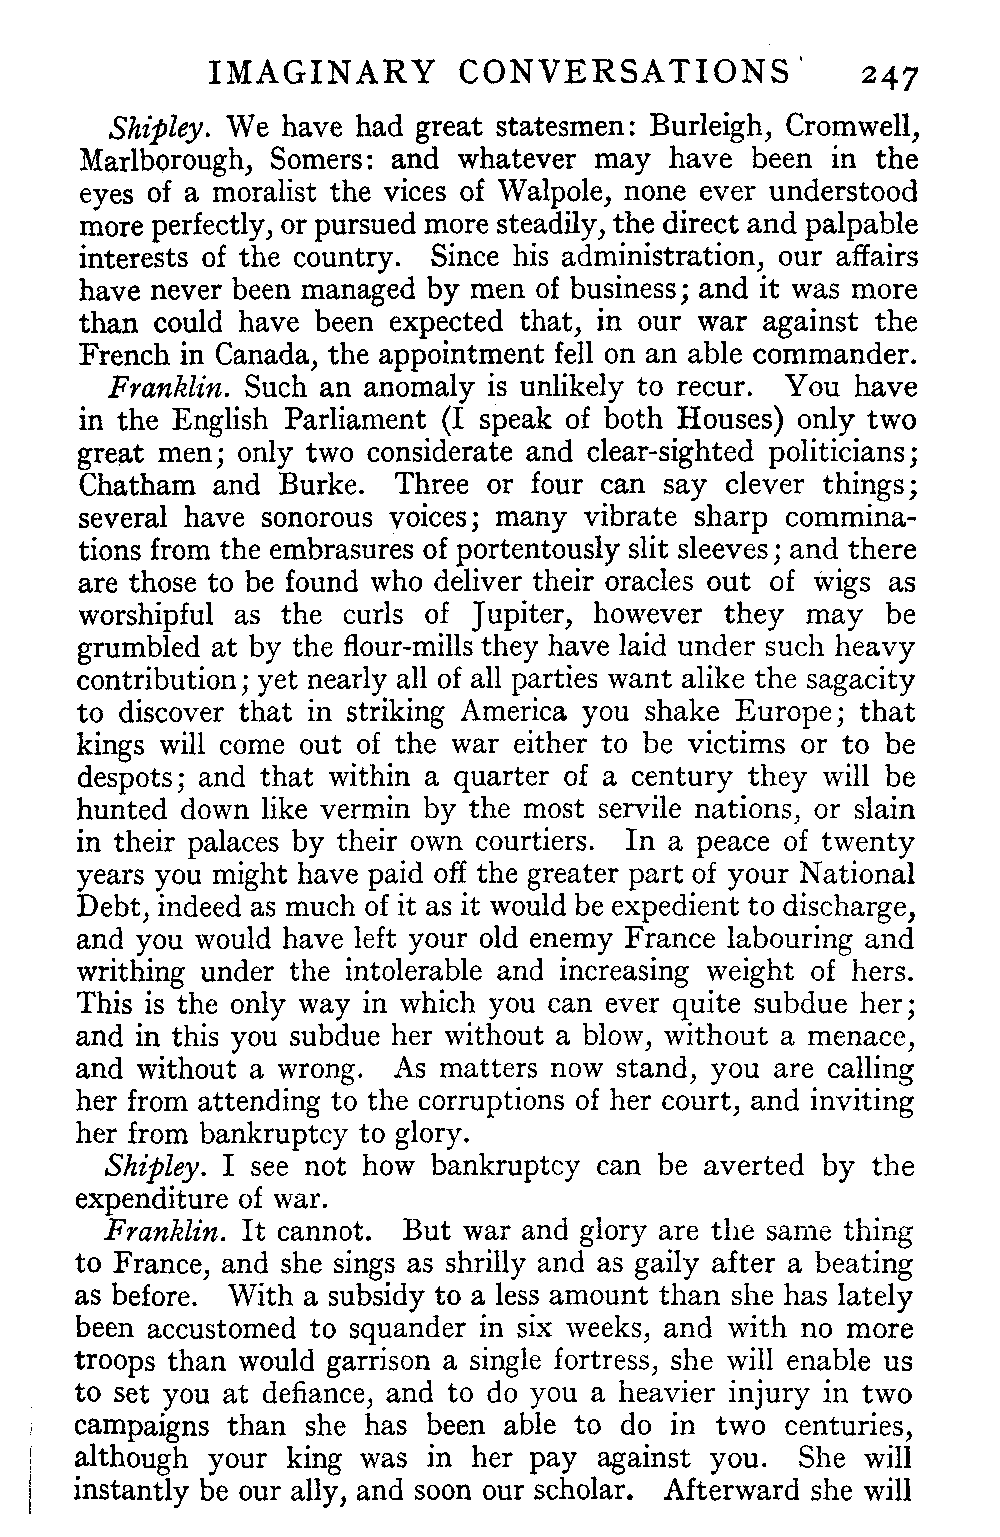 IMAGINARY CONVERSATIONS 247
Shipley. We have had great statesmen: Burleigh, Cromwell,
Marlborough, Somers: and whatever may have been in the
eyes of a moralist the vices of Walpole, none ever understood
more perfectly, or pursued more steadily, the direct and palpable
interests of the country. Since his administration, our affairs
have never been managed by men of business; and it was more
than could have been expected that, in our war against the
French in Canada, the appointment fell on an able commander.
Franklin. Such an anomaly is unlikely to recur. You have
in the English Parliament (I speak of both Houses) only two
great men; only two considerate and clear-sighted politicians;
Chatham and Burke. Three or four can say clever things;
several have sonorous voices; many vibrate sharp commina-
tions from the embrasures of portentously slit sleeves; and there
are those to be found who deliver their oracles out of wigs as
worshipful as the curls of Jupiter, however they may be
grumbled at by the flour-mills they have laid under such heavy
contribution; yet nearly all of all parties want alike the sagacity
to discover that in striking America you shake Europe; that
kings will come out of the war either to be victims or to be
despots; and that within a quarter of a century they will be
hunted down like vermin by the most servile nations, or slain
in their palaces by their own courtiers. In a peace of twenty
years you might have paid off the greater part of your National
Debt, indeed as much of it as it would be expedient to discharge,
and you would have left your old enemy France labouring and
writhing under the intolerable and increasing weight of hers.
This is the only way in which you can ever quite subdue her;
and in this you subdue her without a blow, without a menace,
and without a wrong. As matters now stand, you are calling
her from attending to the corruptions of her court, and inviting
her from bankruptcy to glory.
Shipley. I see not how bankruptcy can be averted by the
expenditure of war.
Franklin. It cannot. But war and glory are the same thing
to France, and she sings as shrilly and as gaily after a beating
as before. With a subsidy to a less amount than she has lately
been accustomed to squander in six weeks, and with no more
troops than would garrison a single fortress, she will enable us
to set you at defiance, and to do you a heavier injury in two
campaigns than she has been able to do in two centuries,
although your king was in her pay against you. She will
instantly be our ally, and soon our scholar. Afterward she will